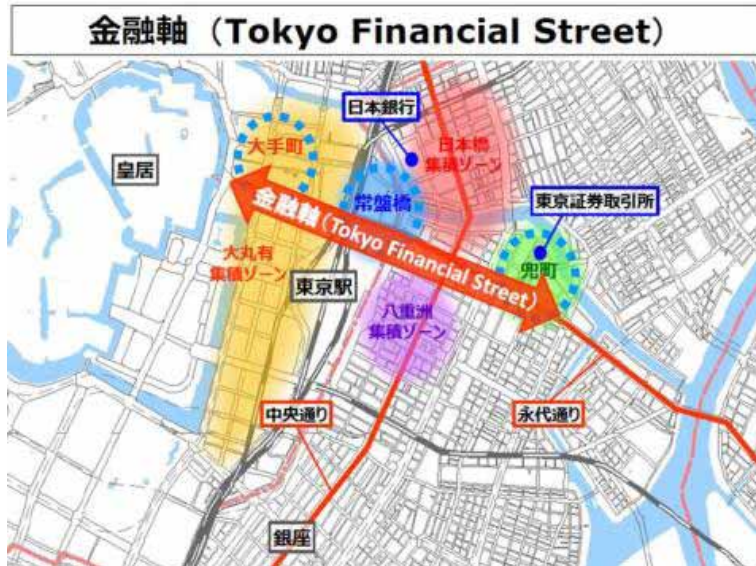 金融軸（Tokyo Financial Street）
日本銀行
大手町
日本橋
集積ゾーン
皇居
常盤橋
東京証券取引所
金融軸（Tokyo Financial Street）
兜町
大丸有
集積ゾーン
東京駅
八重洲
集積ゾーン
中央通り
永代通り
銀座